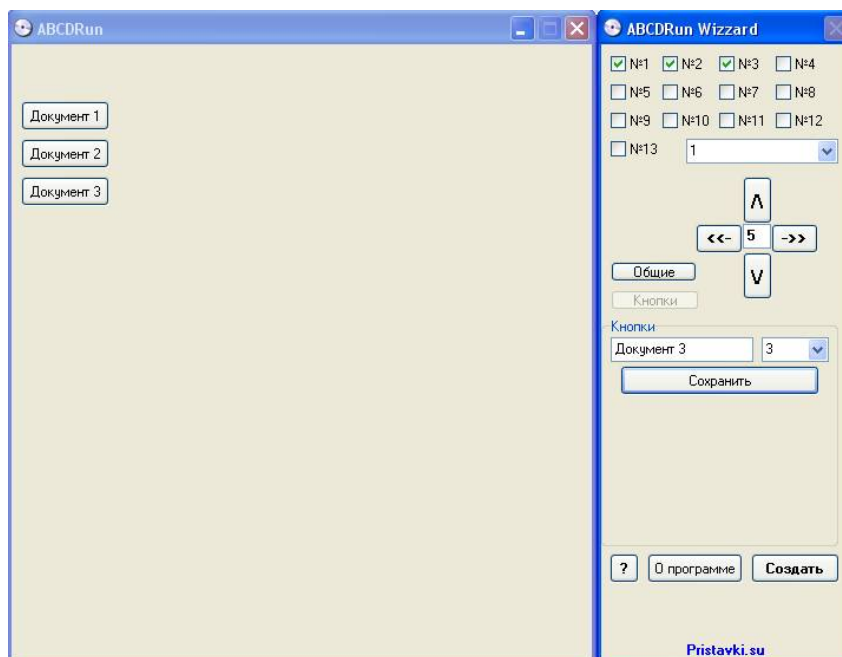 ABCDRun
Документ 1
Документ 2
Документ 3
ABCDRun Wizzard
№1 №2 №3 №4
№5 №6 №7 №8
№9 №10 №11 №12
№13 1
Λ
<<- 5 ->>
V
Общие
Кнопки
Кнопки
Документ 3 3
Сохранить
? О программе Создать
Pristavki.su